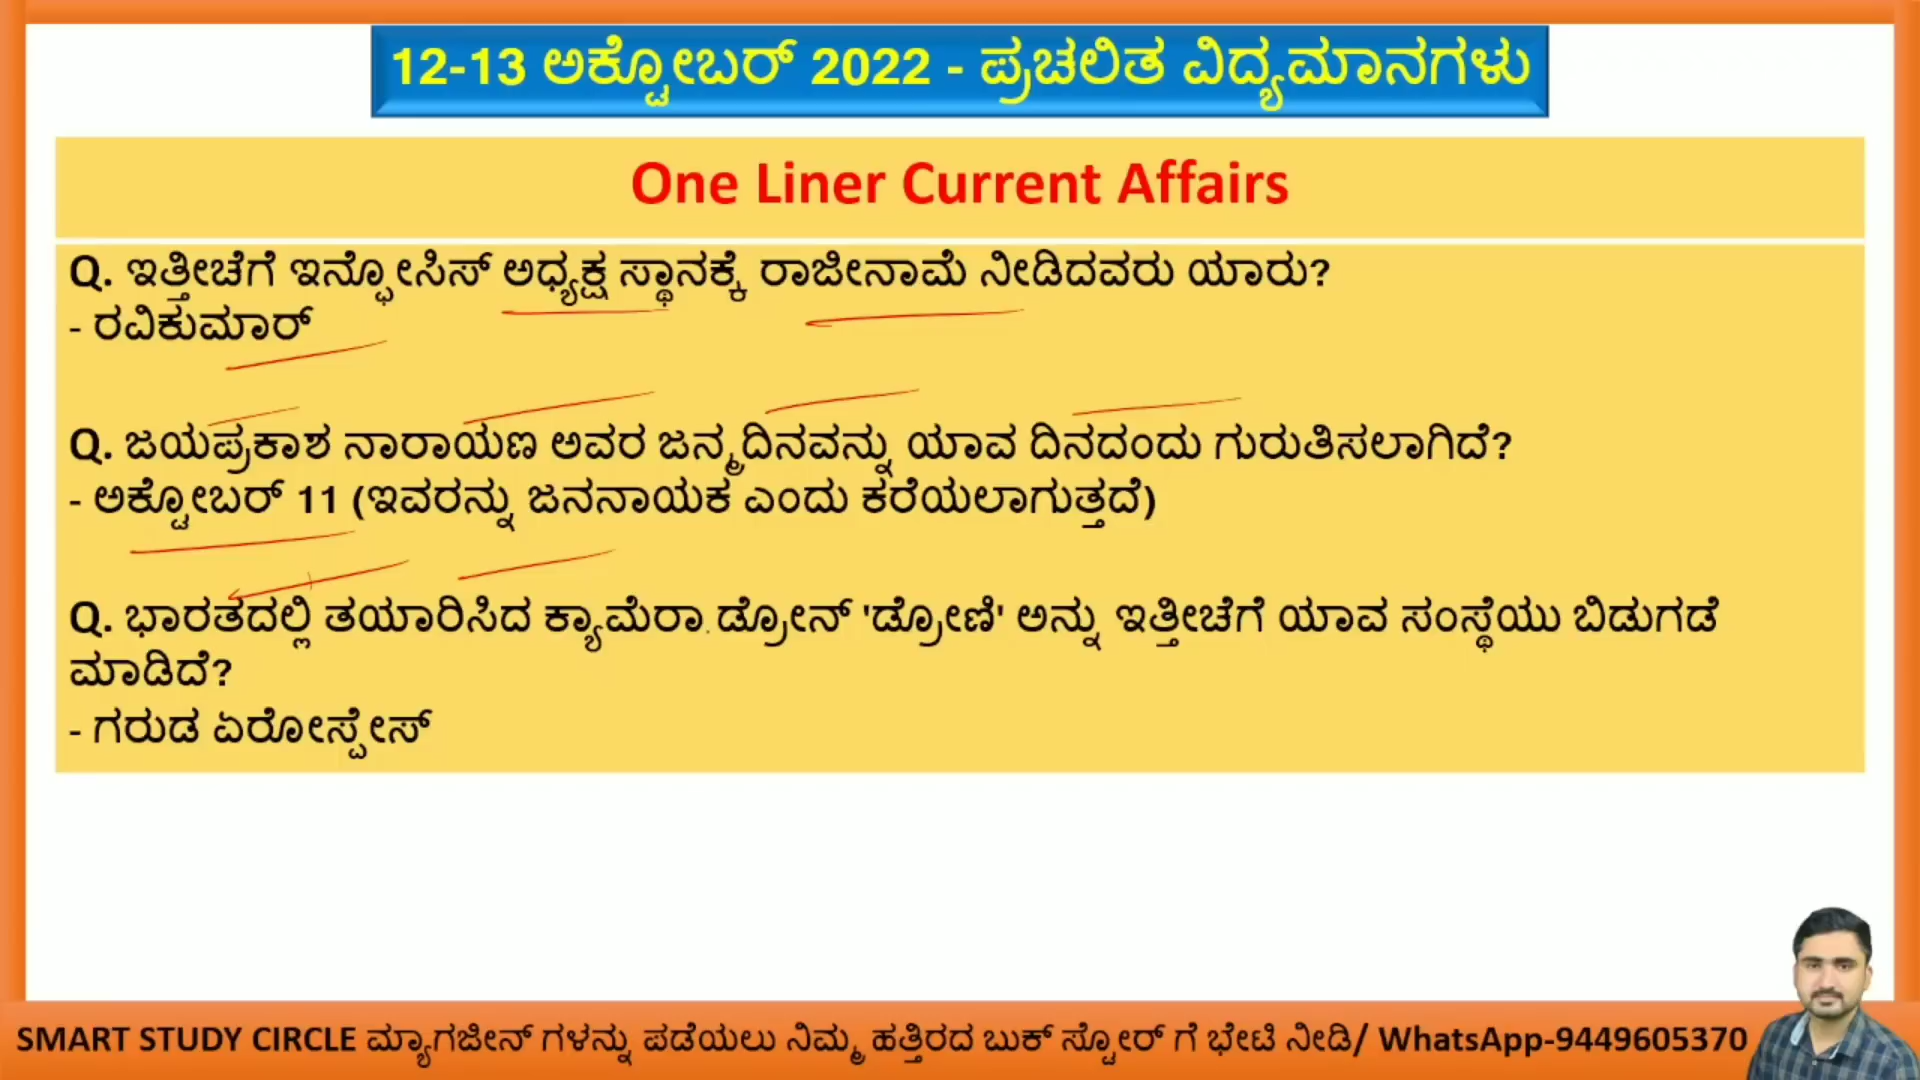 12-13 ಅಕ್ಟೋಬರ್ 2022 - ಪ್ರಚಲಿತ ವಿದ್ಯಮಾನಗಳು
One Liner Current Affairs
Q. ಇತ್ತೀಚೆಗೆ ಇನ್ಫೋಸಿಸ್ ಅಧ್ಯಕ್ಷ ಸ್ಥಾನಕ್ಕೆ ರಾಜೀನಾಮೆ ನೀಡಿದವರು ಯಾರು?
- ರವಿಕುಮಾರ್
Q. ಜಯಪ್ರಕಾಶ ನಾರಾಯಣ ಅವರ ಜನ್ಮದಿನವನ್ನು ಯಾವ ದಿನದಂದು ಗುರುತಿಸಲಾಗಿದೆ?
- ಅಕ್ಟೋಬರ್ 11 (ಇವರನ್ನು ಜನನಾಯಕ ಎಂದು ಕರೆಯಲಾಗುತ್ತದೆ)
Q. ಭಾರತದಲ್ಲಿ ತಯಾರಿಸಿದ ಕ್ಯಾಮೆರಾ ಡ್ರೋನ್ 'ಡ್ರೋಣಿ' ಅನ್ನು ಇತ್ತೀಚೆಗೆ ಯಾವ ಸಂಸ್ಥೆಯು ಬಿಡುಗಡೆ
ಮಾಡಿದೆ?
- ಗರುಡ ಏರೋಸ್ಪೇಸ್
SMART STUDY CIRCLE ಮ್ಯಾಗಜೀನ್ ಗಳನ್ನು ಪಡೆಯಲು ನಿಮ್ಮ ಹತ್ತಿರದ ಬುಕ್ ಸ್ಟೋರ್ ಗೆ ಭೇಟಿ ನೀಡಿ/ WhatsApp-9449605370